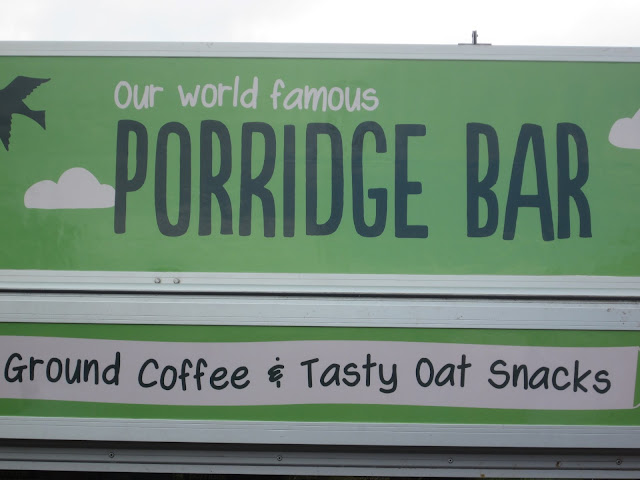 Our world famous
PORRIDGE BAR
Ground Coffee & Tasty Oat Snacks